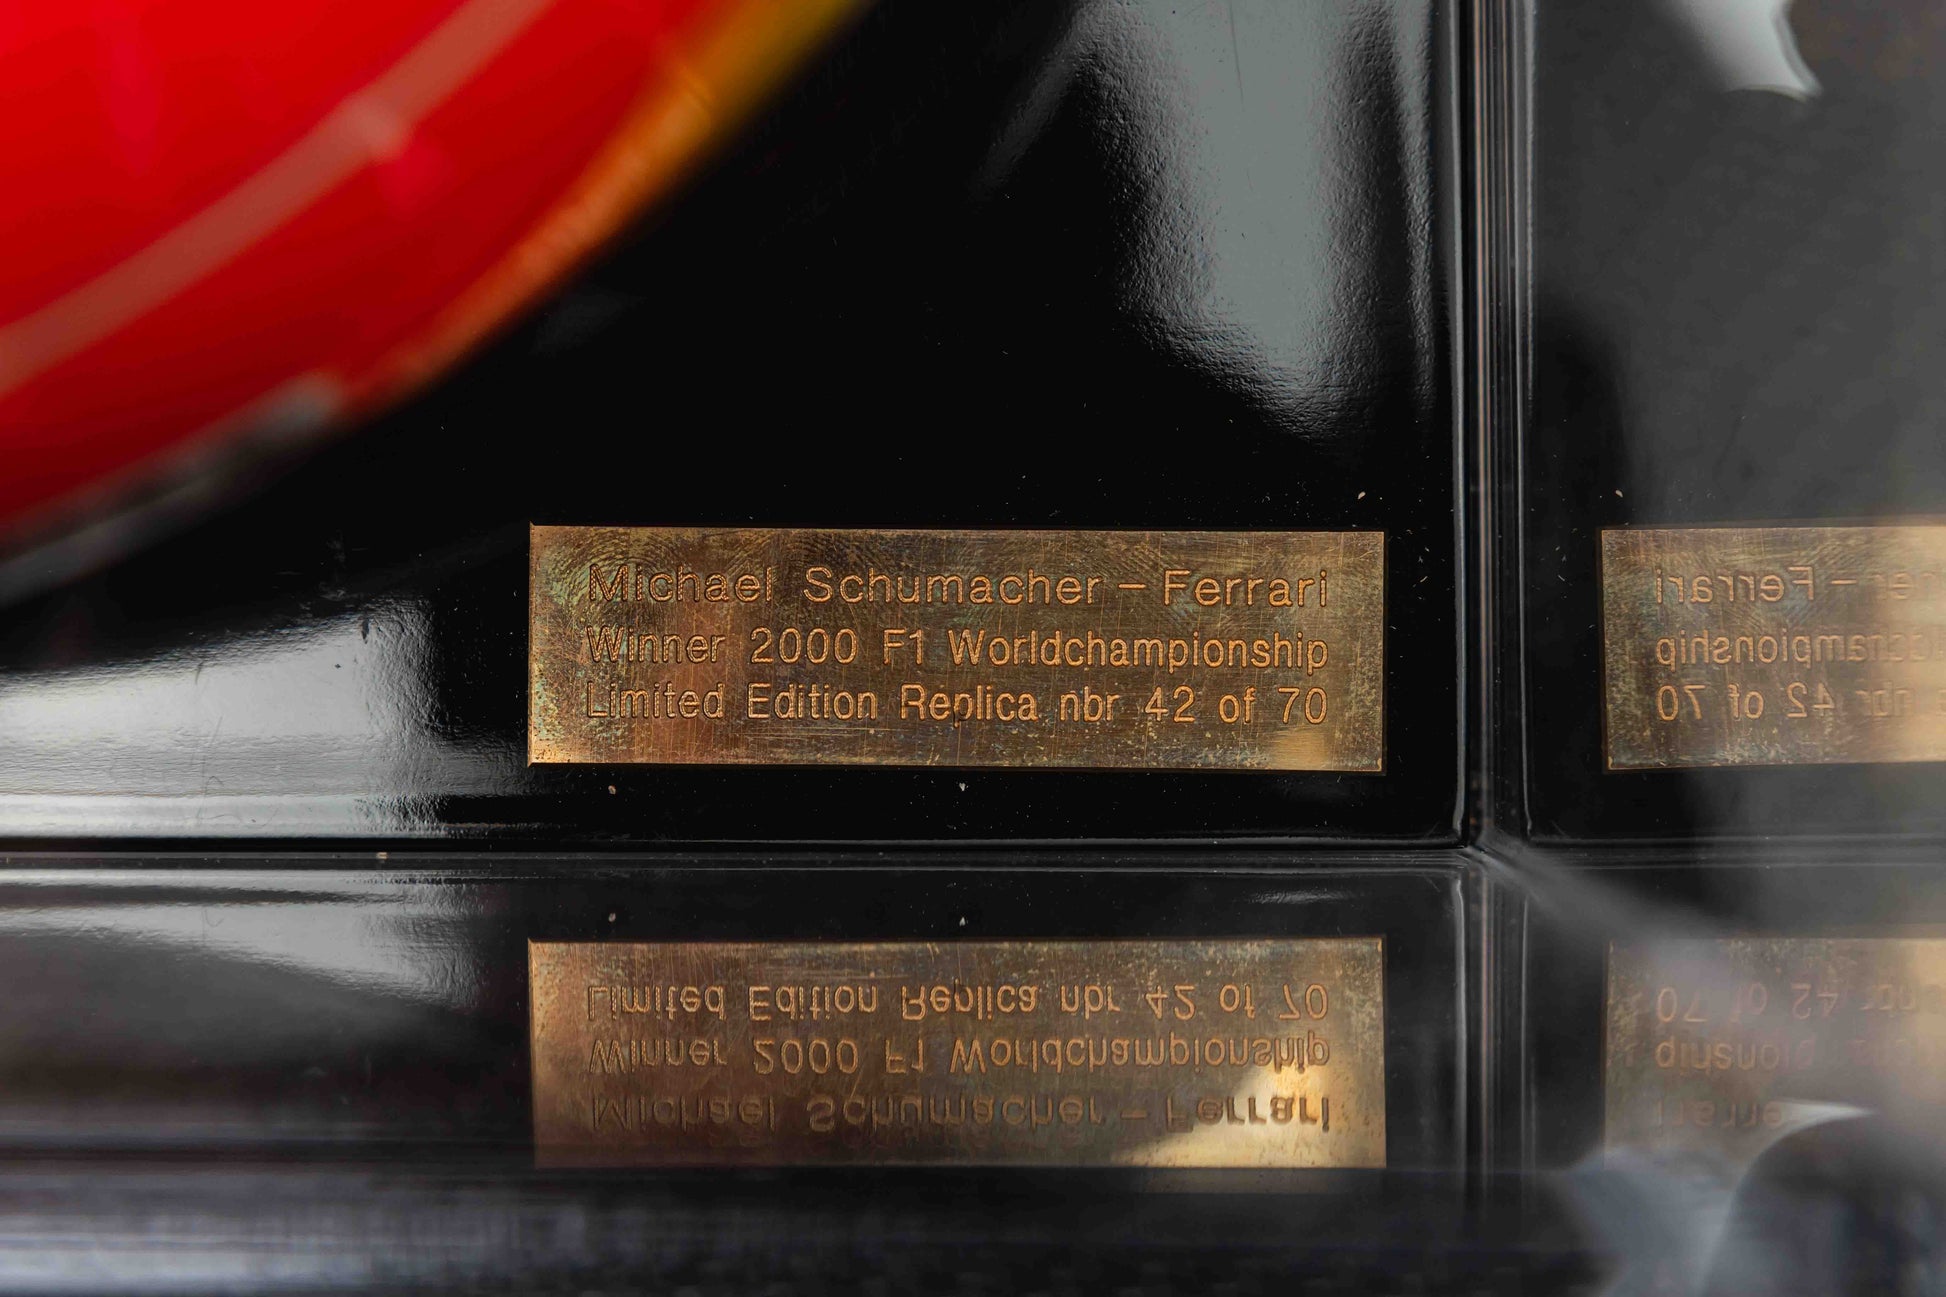 Michael Schumacher – Ferrari
Winner 2000 F1 Worldchampionship
Limited Edition Replica nbr 42 of 70